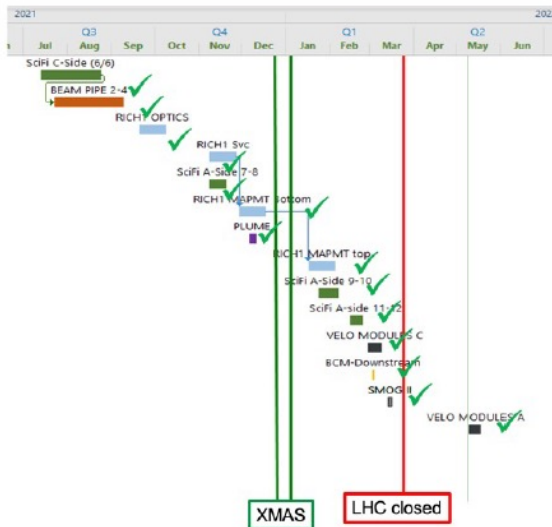 2021
202
Q3 Q4 Q1 Q2
Jul Aug Sep Oct Nov Dec Jan Feb Mar Apr May Jun
SciFi C-Side (6/6)
BEAM PIPE 2-4
RICH1 OPTICS
RICH1 Svc
SciFi A-Side 7-8
RICH1 MAPMT Bottom
PLUME
RICH1 MAPMT top
SciFi A-Side 9-10
SciFi A-side 11-12
VELO MODULES C
BCM-Downstream
SMOG II
VELO MODULES A
XMAS
LHC closed